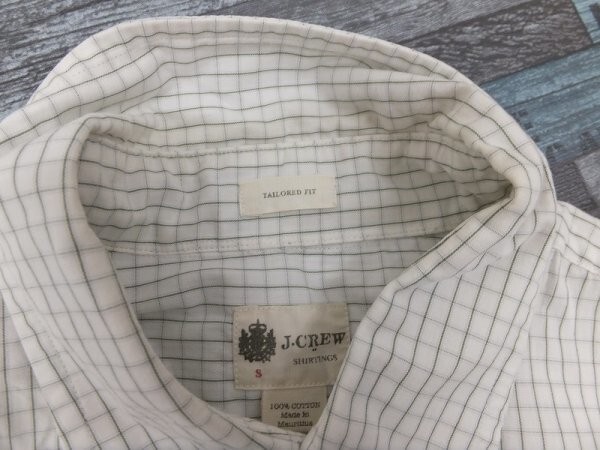 TAILORED FIT
J.CREW
SHIRTINGS
S
100% COTTON
Made in
Mauritius